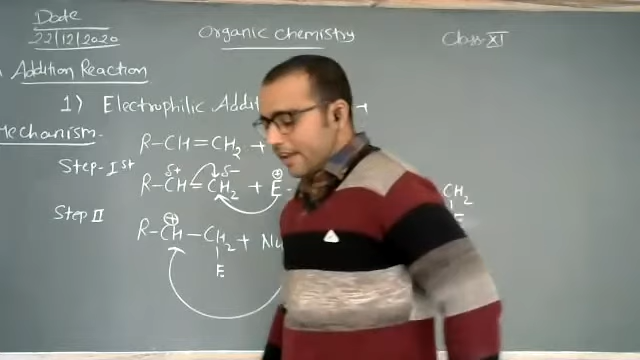 Date
22/12/2020
Organic Chemistry
Class-XI
Addition Reaction
1) Electrophilic Addi
Mechanism.
R-CH=CH2 +
Step-Ist
δ+ δ- ⊕
R-CH=CH2 + E-
CH2
E
Step II
⊕
R-CH-CH2 + Nu
E